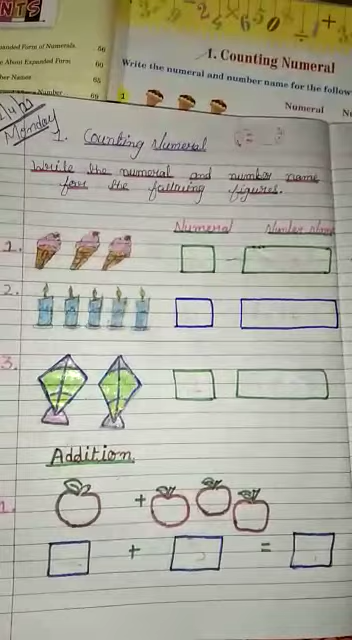 NTS
Expanded Form of Numerals 56
About Expanded Form 60
Names 65
Number 69
1. Counting Numeral
Write the numeral and number name for the follow
1
Numeral
Monday
1. Counting Numeral
Write the numeral and number name
for the following figures.
Numeral Number Name
1.
2.
3.
Addition
1.
+
+ =